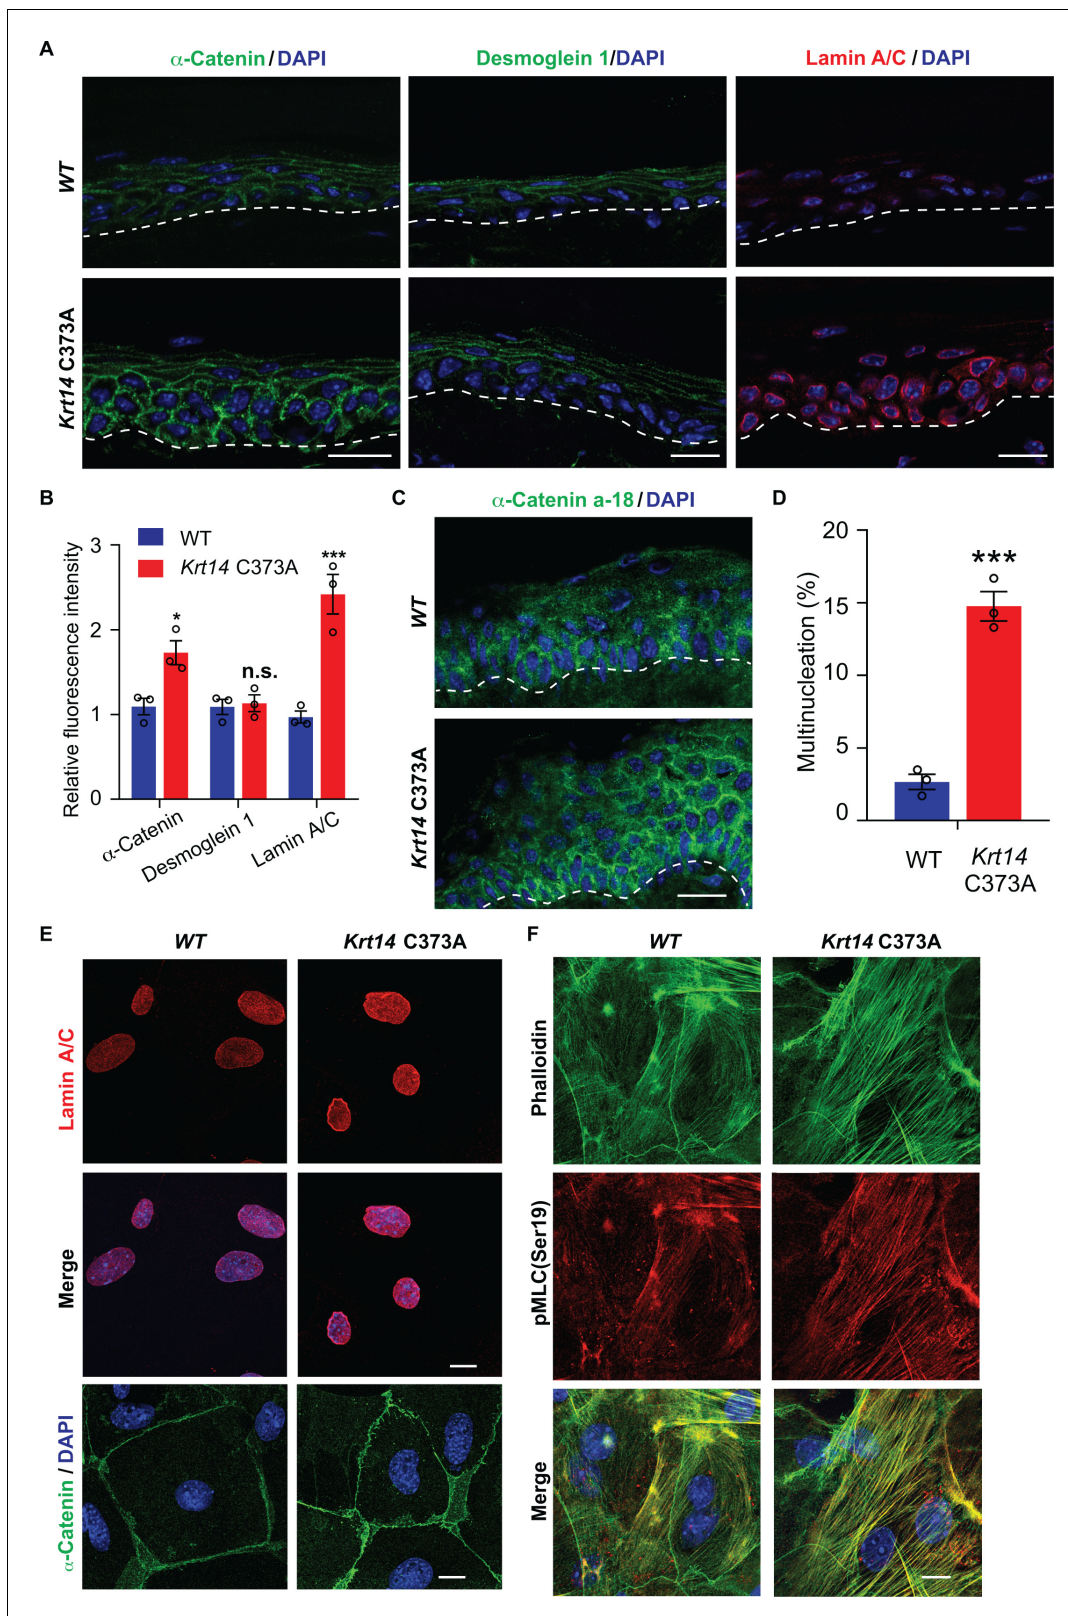 A
α-Catenin / DAPI
Desmoglein 1/DAPI
Lamin A/C / DAPI
WT
Krt14 C373A
B
WT
Krt14 C373A
Relative fluorescence intensity
3
2
1
0
*
n.s.
***
α-Catenin
Desmoglein 1
Lamin A/C
C
α-Catenin a-18 / DAPI
WT
Krt14 C373A
D
Multinucleation (%)
20
15
10
5
0
***
WT
Krt14
C373A
E
WT
Krt14 C373A
Lamin A/C
Merge
α-Catenin / DAPI
F
WT
Krt14 C373A
Phalloidin
pMLC(Ser19)
Merge